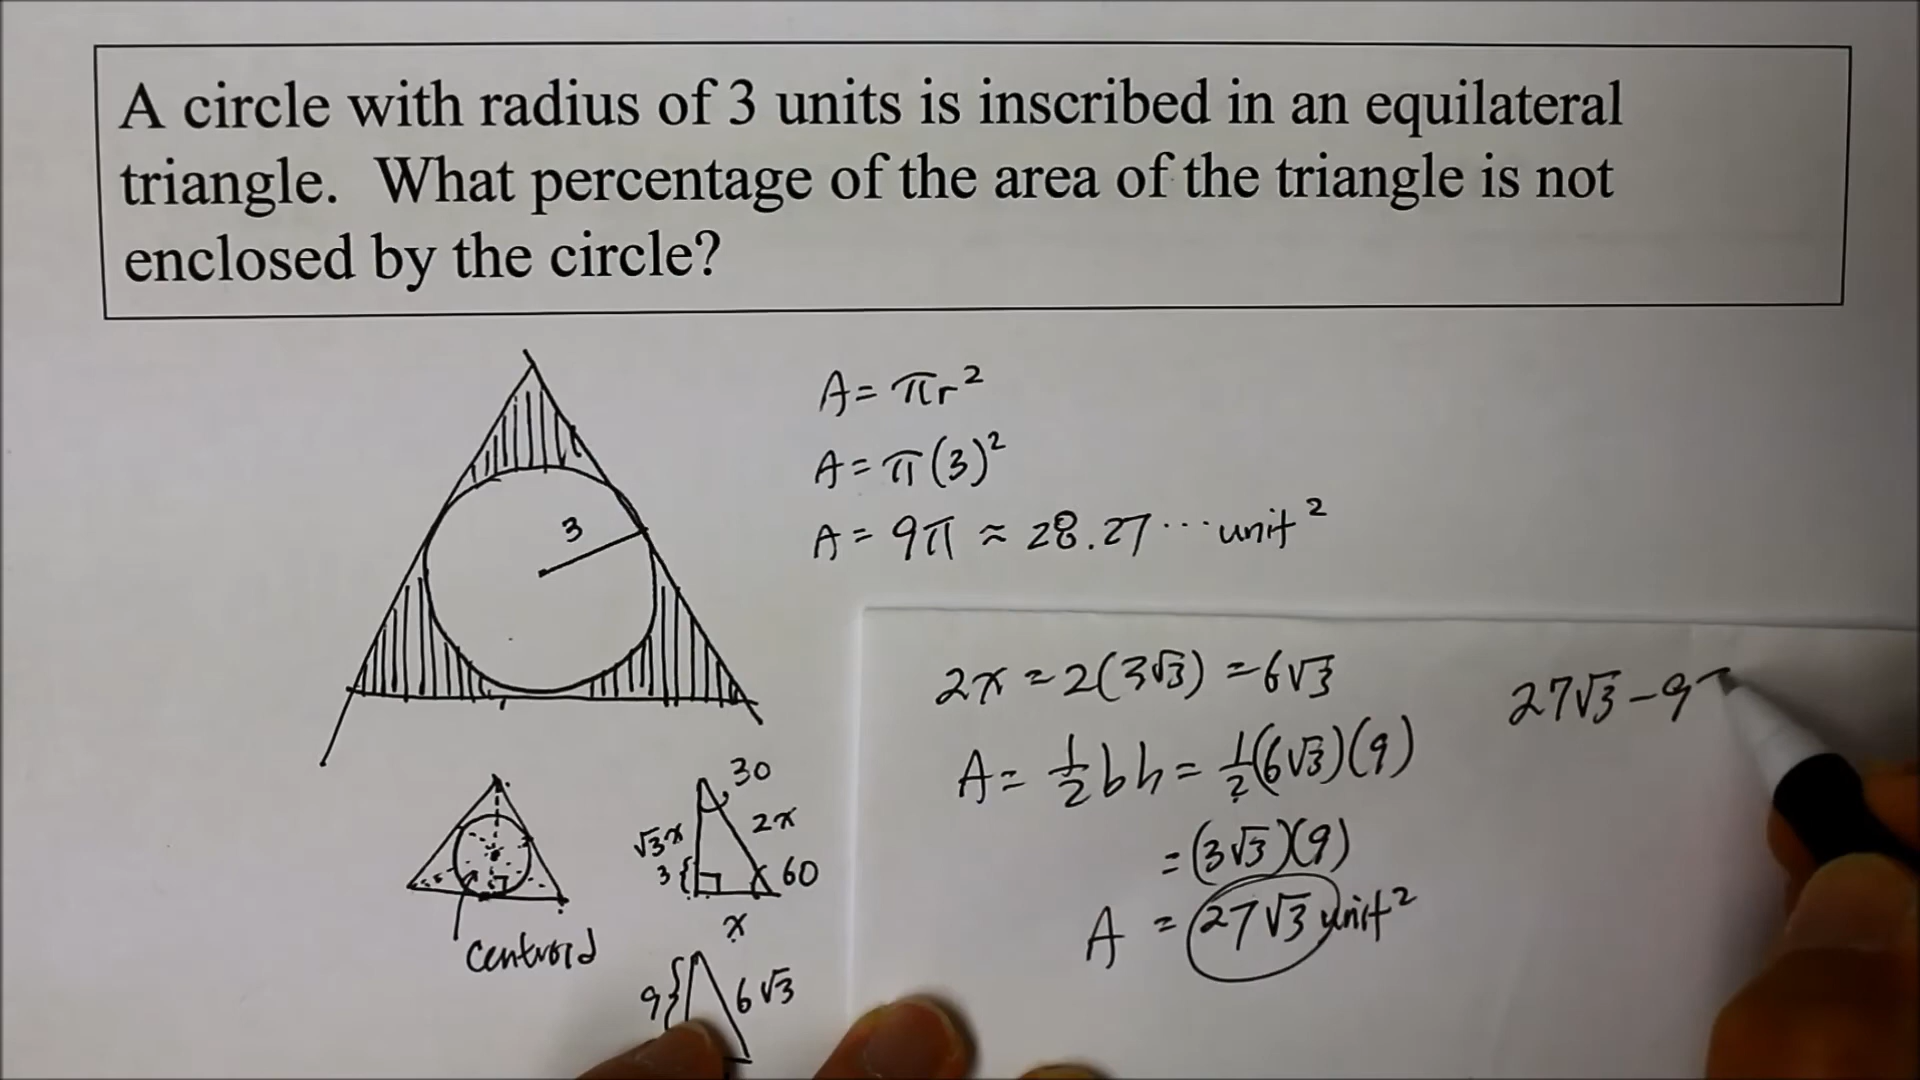 A circle with radius of 3 units is inscribed in an equilateral
triangle. What percentage of the area of the triangle is not
enclosed by the circle?
A = πr²
A = π(3)²
A = 9π ≈ 28.27 ··· unit²
3
2x = 2(3√3) = 6√3
27√3 - 9
A = 1/2 bh = 1/2(6√3)(9)
= (3√3)(9)
A = 27√3 unit²
30
√3x
2x
3
60
x
centroid
9
6√3